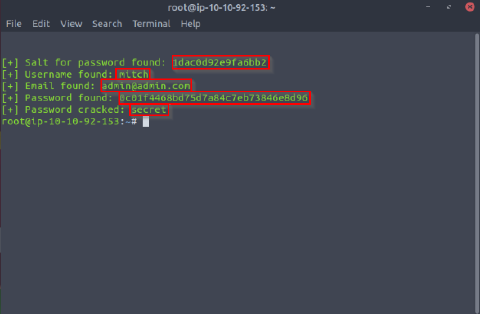 root@ip-10-10-92-153: ~
Edit View Search Terminal Help
[+] Salt for password found: 1dac0d92e9fa6bb2
[+] Username found: mitch
[+] Email found: admin@admin.com
[+] Password found: 0c01f4468bd75d7a84c7eb73846e8d96
[+] Password cracked: secret
root@ip-10-10-92-153:~#